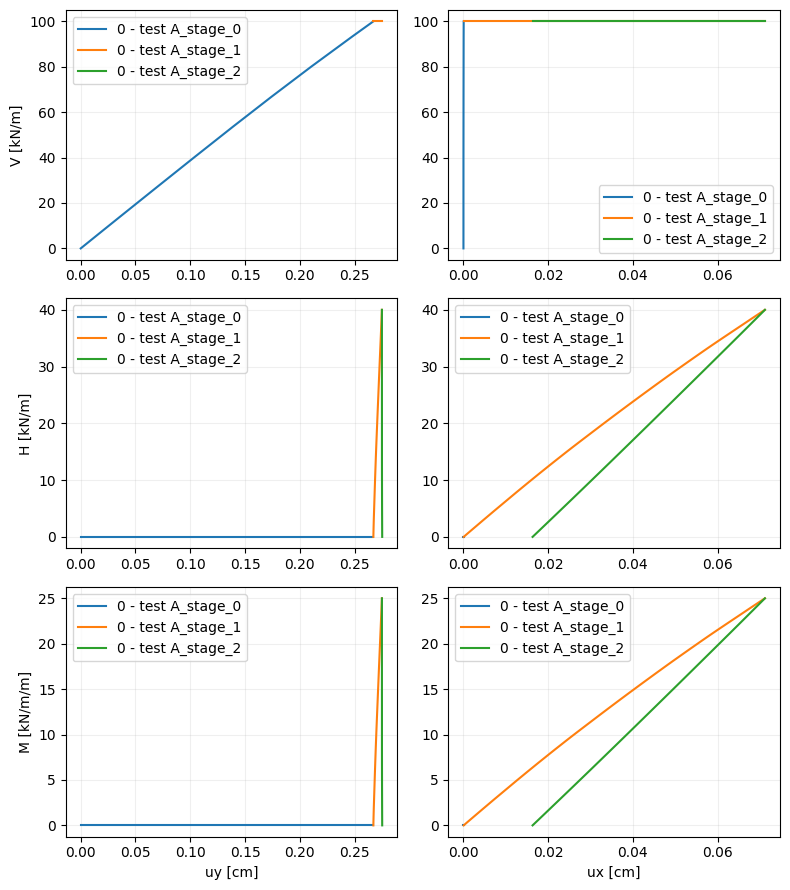 V [kN/m]
100
80
60
40
20
0
0 - test A_stage_0
0 - test A_stage_1
0 - test A_stage_2
0.00 0.05 0.10 0.15 0.20 0.25
100
80
60
40
20
0
0 - test A_stage_0
0 - test A_stage_1
0 - test A_stage_2
0.00 0.02 0.04 0.06
H [kN/m]
40
30
20
10
0
0 - test A_stage_0
0 - test A_stage_1
0 - test A_stage_2
0.00 0.05 0.10 0.15 0.20 0.25
40
30
20
10
0
0 - test A_stage_0
0 - test A_stage_1
0 - test A_stage_2
0.00 0.02 0.04 0.06
M [kN/m/m]
25
20
15
10
5
0
0 - test A_stage_0
0 - test A_stage_1
0 - test A_stage_2
0.00 0.05 0.10 0.15 0.20 0.25
uy [cm]
25
20
15
10
5
0
0 - test A_stage_0
0 - test A_stage_1
0 - test A_stage_2
0.00 0.02 0.04 0.06
ux [cm]